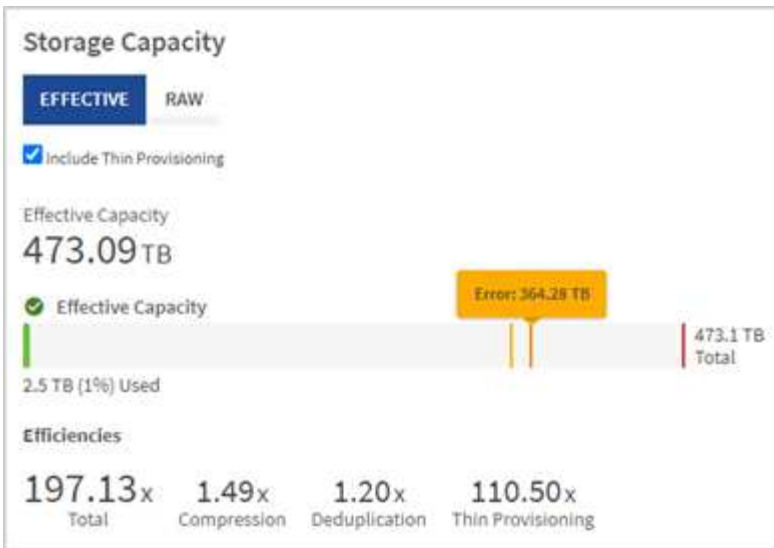 Storage Capacity
EFFECTIVE RAW
Include Thin Provisioning
Effective Capacity
473.09 TB
Error: 364.28 TB
Effective Capacity
473.1 TB
Total
2.5 TB (1%) Used
Efficiencies
197.13x 1.49x 1.20x 110.50x
Total Compression Deduplication Thin Provisioning